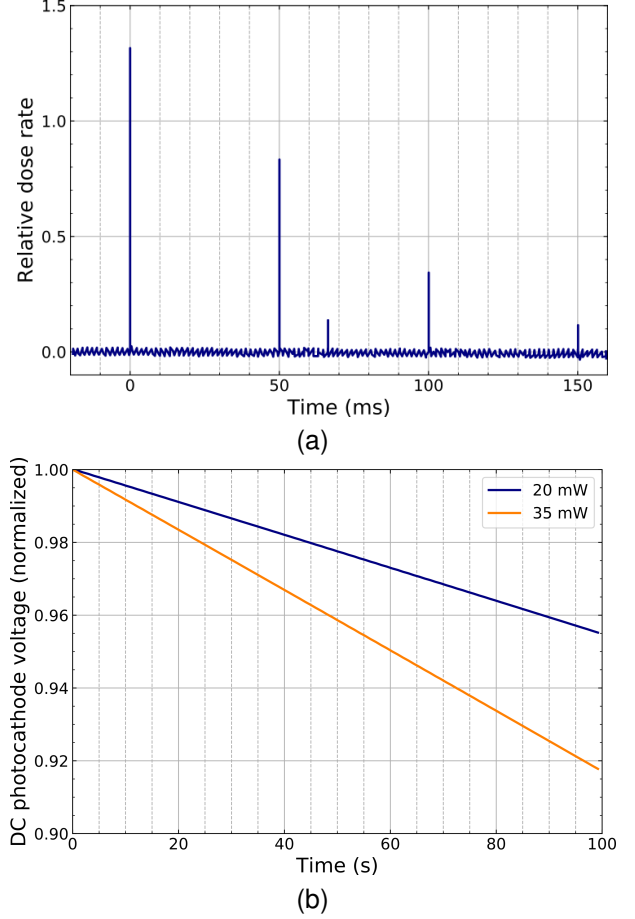 1.5
1.0
0.5
0.0
Relative dose rate
0 50 100 150
Time (ms)
(a)
1.00
0.98
0.96
0.94
0.92
0.90
DC photocathode voltage (normalized)
20 mW
35 mW
0 20 40 60 80 100
Time (s)
(b)